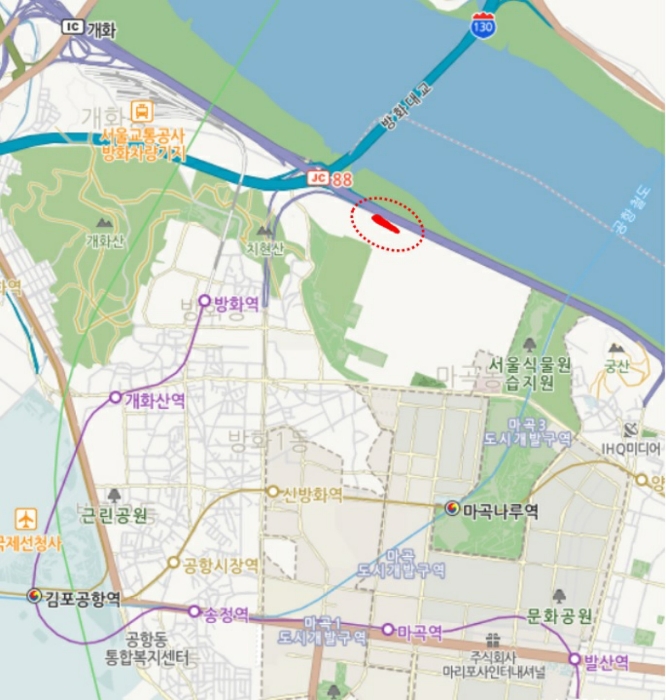 IC 개화
130
개화
서울교통공사
방화차량기지
방화대교
JC 88
공항철도
개화산
치현산
방화역
서울식물원
습지원
궁산
마곡동
개화산역
마곡3
도시개발구역
IHQ미디어
방화1동
신방화역
마곡나루역
근린공원
국제선청사
마곡
도시개발구역
공항시장역
김포공항역
송정역
마곡1
도시개발구역
마곡역
문화공원
공항동
통합복지센터
주식회사
마리포사인터내셔널
발산역